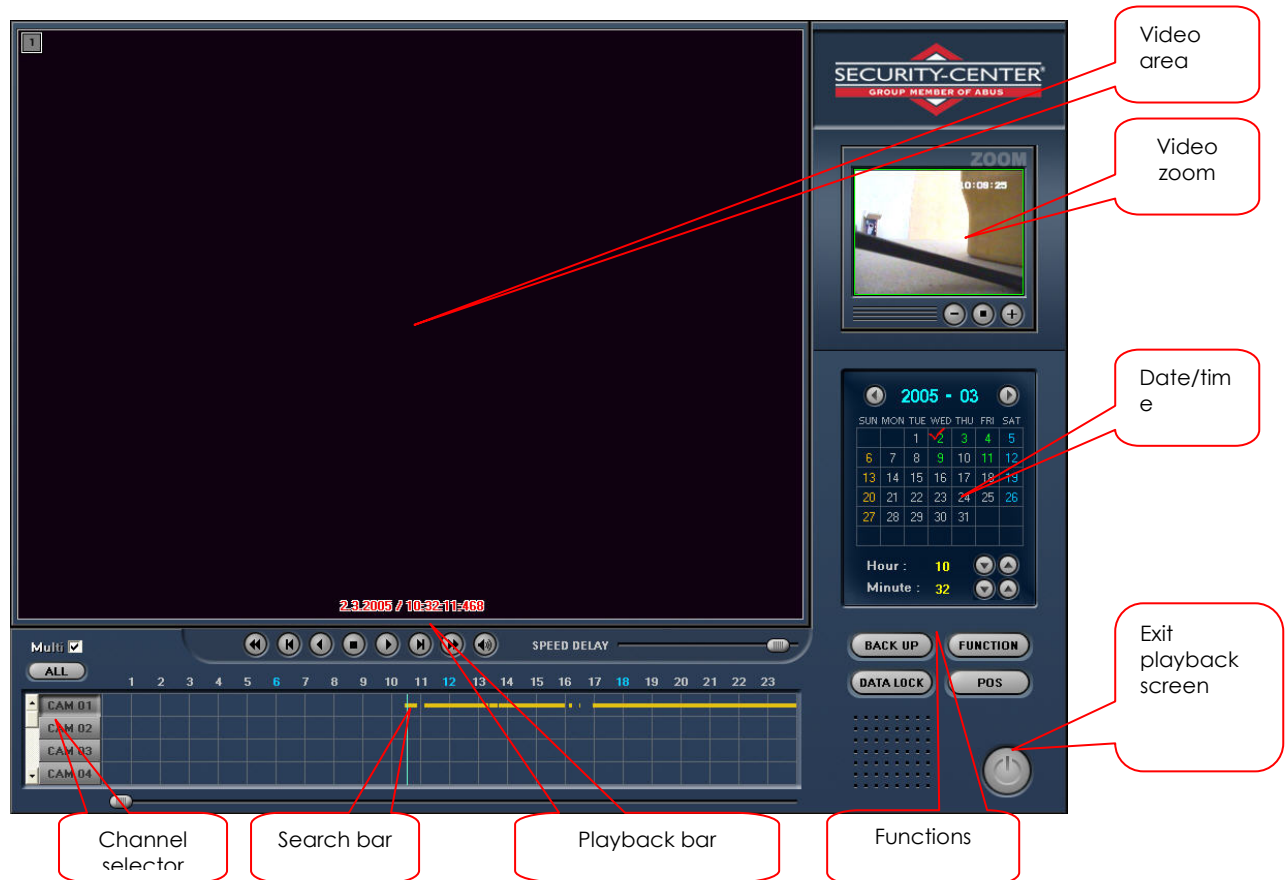 1
SECURITY-CENTER®
GROUP MEMBER OF ABUS
Video
area
ZOOM
10:08:25
Video
zoom
2005 - 03
SUN MON TUE WED THU FRI SAT
1 2 3 4 5
6 7 8 9 10 11 12
13 14 15 16 17 18 19
20 21 22 23 24 25 26
27 28 29 30 31
Hour : 10
Minute : 32
Date/tim
e
2.3.2005 / 10:32:11:468
Multi
SPEED DELAY
ALL
1 2 3 4 5 6 7 8 9 10 11 12 13 14 15 16 17 18 19 20 21 22 23
CAM 01
CAM 02
CAM 03
CAM 04
BACK UP
FUNCTION
DATA LOCK
POS
Exit
playback
screen
Channel
selector
Search bar
Playback bar
Functions